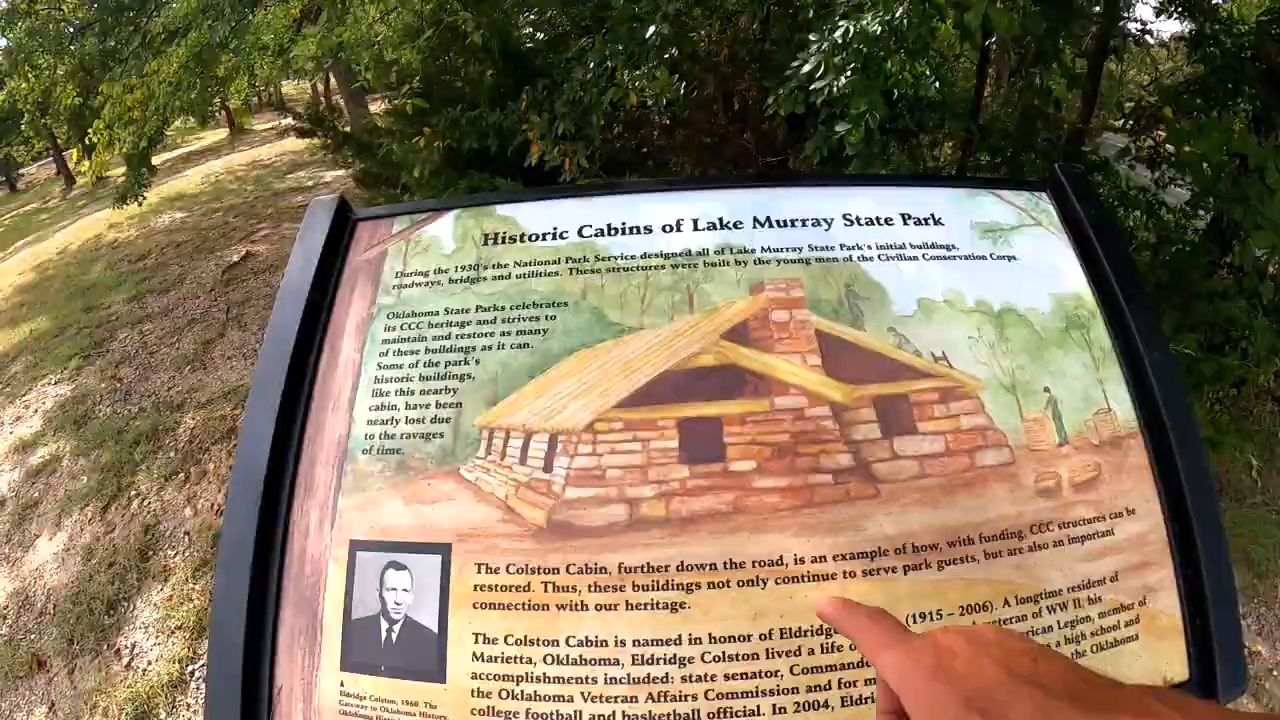 Historic Cabins of Lake Murray State Park
During the 1930's the National Park Service designed all of Lake Murray State Park's initial buildings,
roadways, bridges and utilities. These structures were built by the young men of the Civilian Conservation Corps.
Oklahoma State Parks celebrates
its CCC heritage and strives to
maintain and restore as many
of these buildings as it can.
Some of the park's
historic buildings,
like this nearby
cabin, have been
nearly lost due
to the ravages
of time.
The Colston Cabin, further down the road, is an example of how, with funding, CCC structures can be
restored. Thus, these buildings not only continue to serve park guests, but are also an important
connection with our heritage.
The Colston Cabin is named in honor of Eldridge (1915 – 2006). A longtime resident of
Marietta, Oklahoma, Eldridge Colston lived a life of WW II, his
accomplishments included: state senator, Commande member of
the Oklahoma Veteran Affairs Commission and for m a high school and
college football and basketball official. In 2004, Eldri the Oklahoma
Eldridge Colston, 1960. The
Gateway to Oklahoma History,